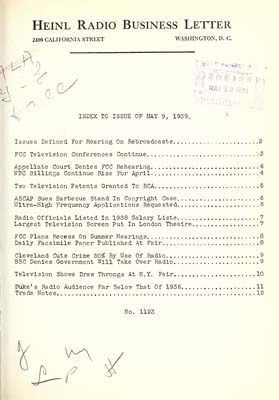 HEINL RADIO BUSINESS LETTER
2400 CALIFORNIA STREET WASHINGTON, D. C.
INDEX TO ISSUE OF MAY 9, 1939.
Issues Defined For Hearing On Rebroadcasts....................2
FCC Television Conferences Continue...........................3
Appellate Court Denies FCC Rehearing..........................4
NBC Billings Continue Rise For April..........................4
Two Television Patents Granted To RCA.........................5
ASCAP Sues Barbecue Stand In Copyright Case...................6
Ultra-High Frequency Applications Requested...................6
Radio Officials Listed In 1938 Salary Lists...................7
Largest Television Screen Put In London Theatre...............7
FCC Plans Recess On Summer Hearings...........................8
Daily Facsimile Paper Published At Fair.......................8
Cleveland Cuts Crime 50% By Use Of Radio......................9
BBC Denies Government Will Take Over Radio....................9
Television Shows Draw Throngs At N.Y. Fair...................10
Duke's Radio Audience Far Below That Of 1936.................11
Trade Notes..................................................12
No. 1123